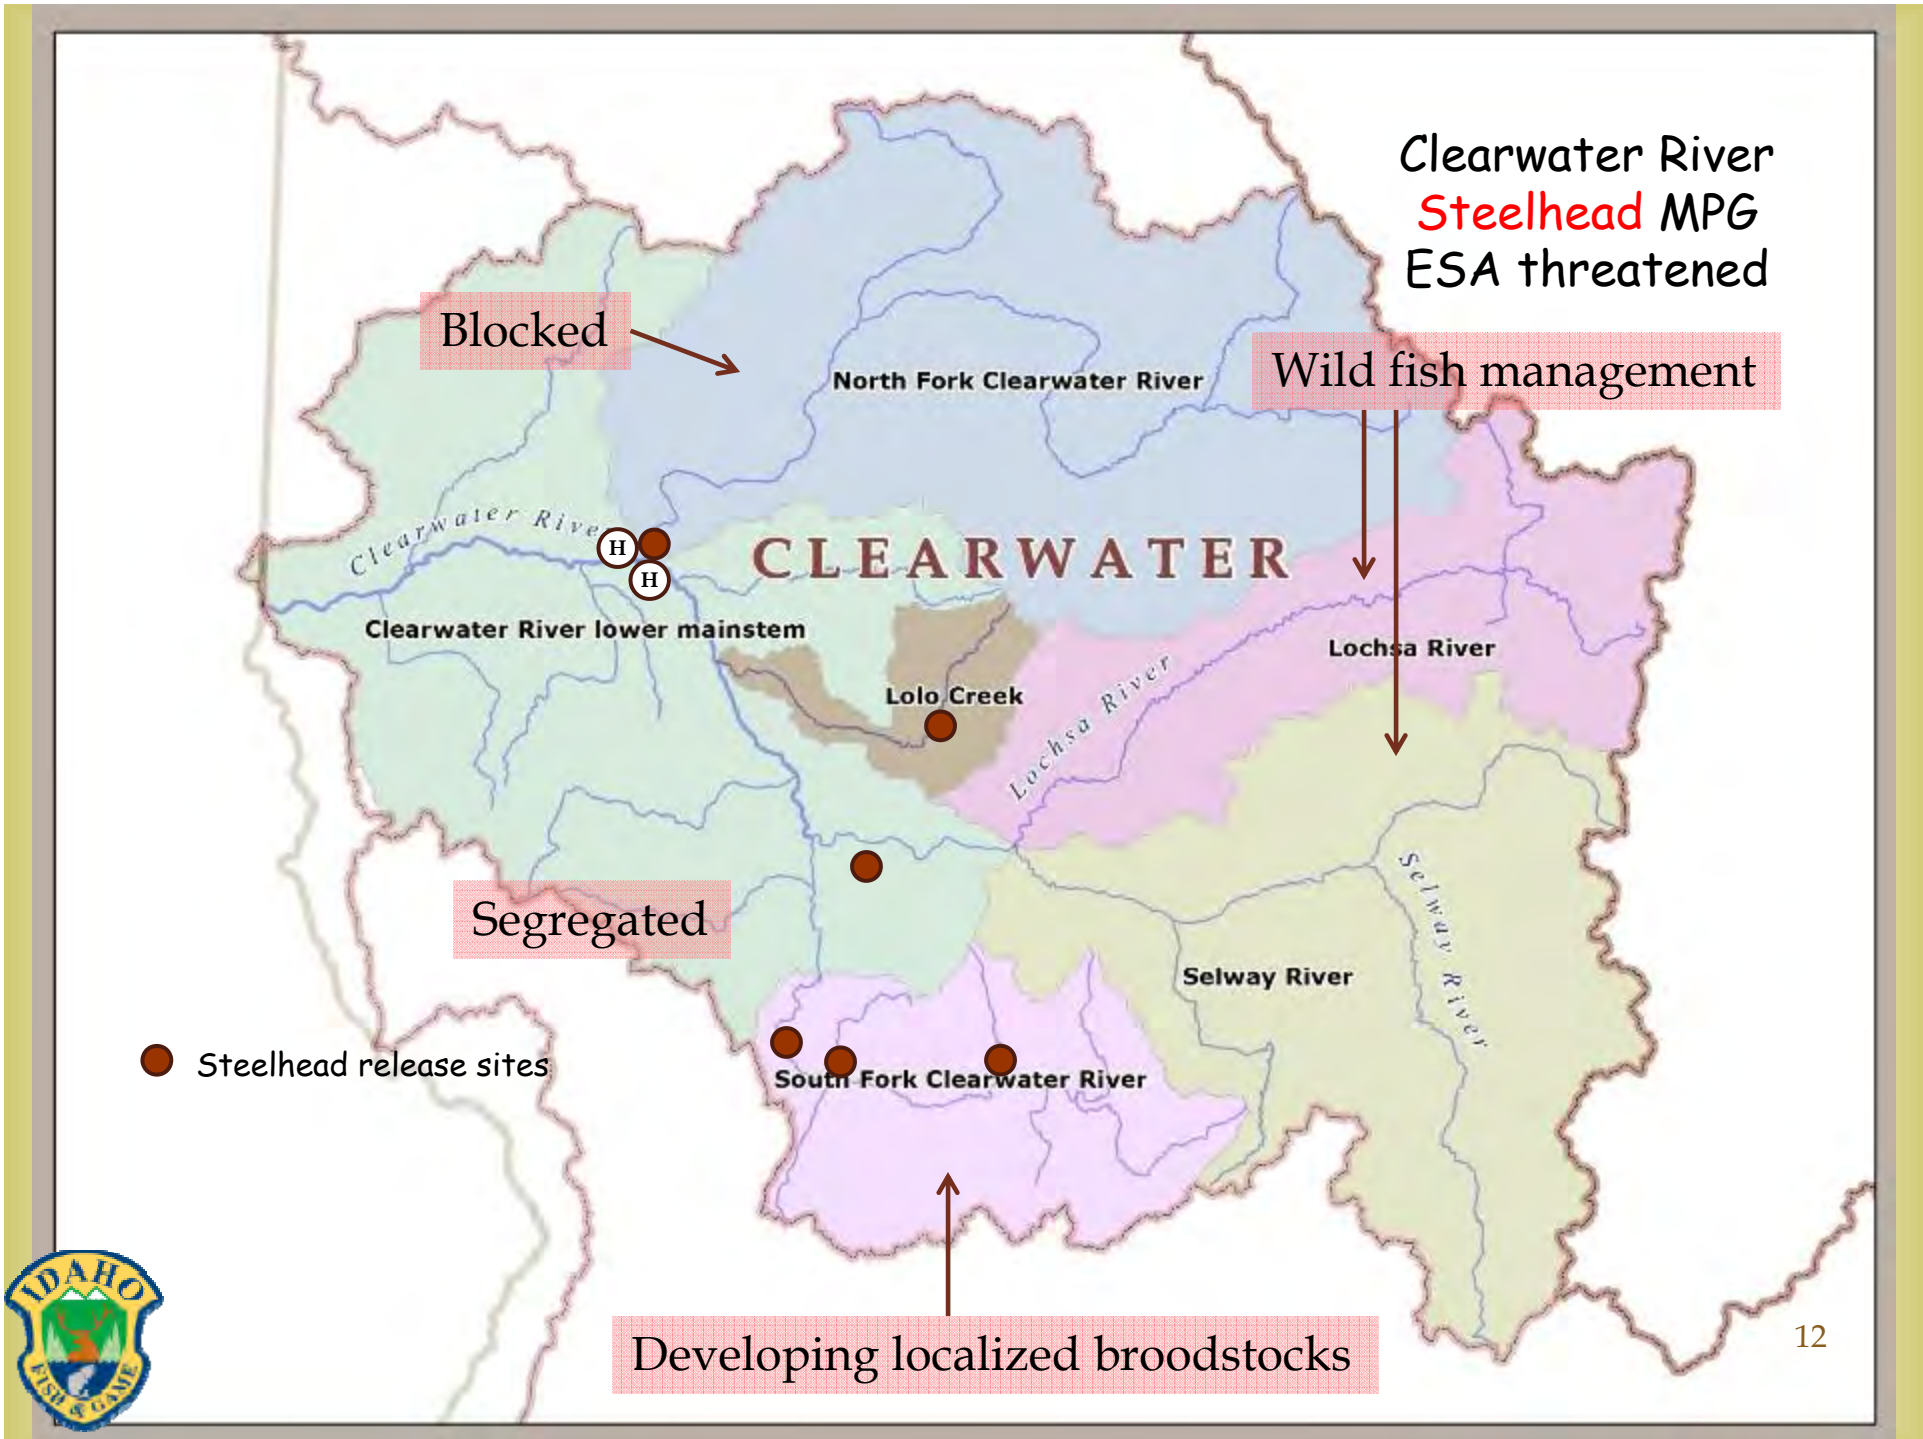 Clearwater River
Steelhead MPG
ESA threatened
Blocked
Wild fish management
North Fork Clearwater River
Clearwater River
H
H
CLEARWATER
Clearwater River lower mainstem
Lochsa River
Lolo Creek
Lochsa River
Segregated
Selway River
Selway River
Steelhead release sites
South Fork Clearwater River
Developing localized broodstocks
12
IDAHO
FISH & GAME